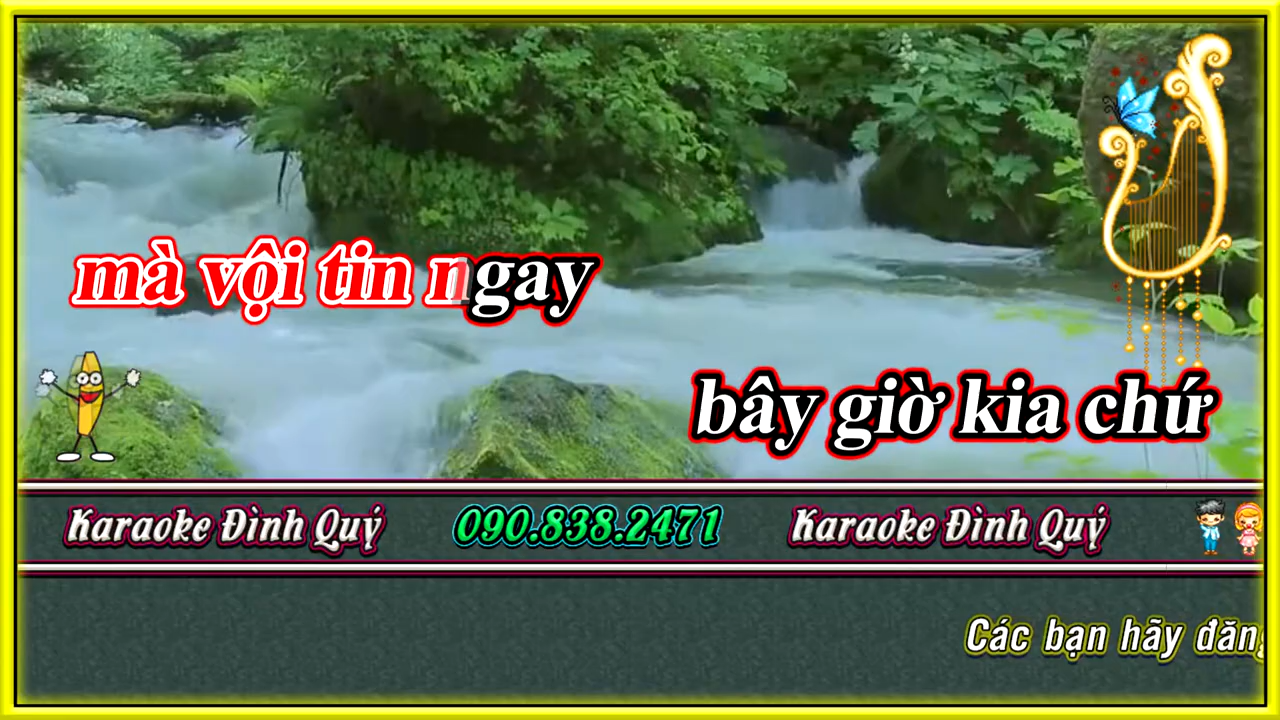 mà vội tin ngay
bây giờ kia chứ
Karaoke Đình Quý 090.838.2471 Karaoke Đình Quý
Các bạn hãy đăng